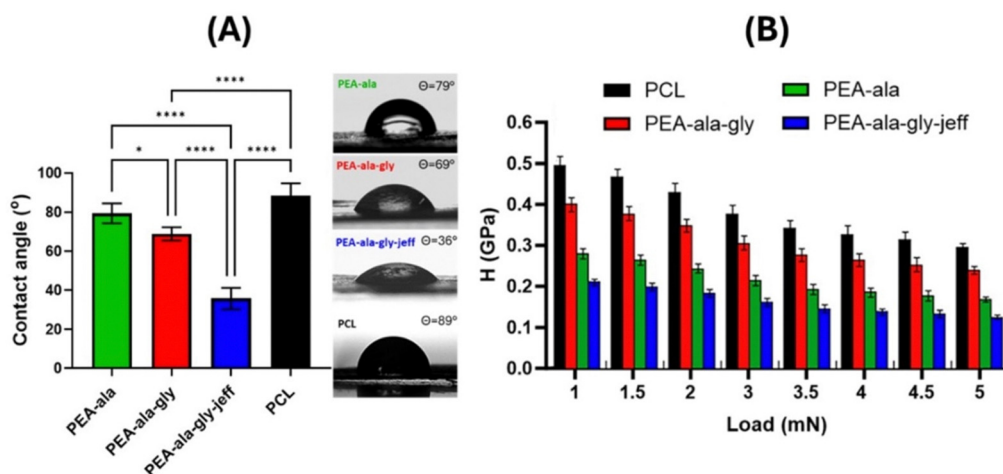 (A)
(B)
****
****
* **** ****
Contact angle (º)
100
80
60
40
20
0
PEA-ala
PEA-ala-gly
PEA-ala-gly-jeff
PCL
PEA-ala Θ=79º
PEA-ala-gly Θ=69º
PEA-ala-gly-jeff Θ=36º
PCL Θ=89º
PCL PEA-ala
PEA-ala-gly PEA-ala-gly-jeff
H (GPa)
0.6
0.5
0.4
0.3
0.2
0.1
0.0
1 1.5 2 3 3.5 4 4.5 5
Load (mN)